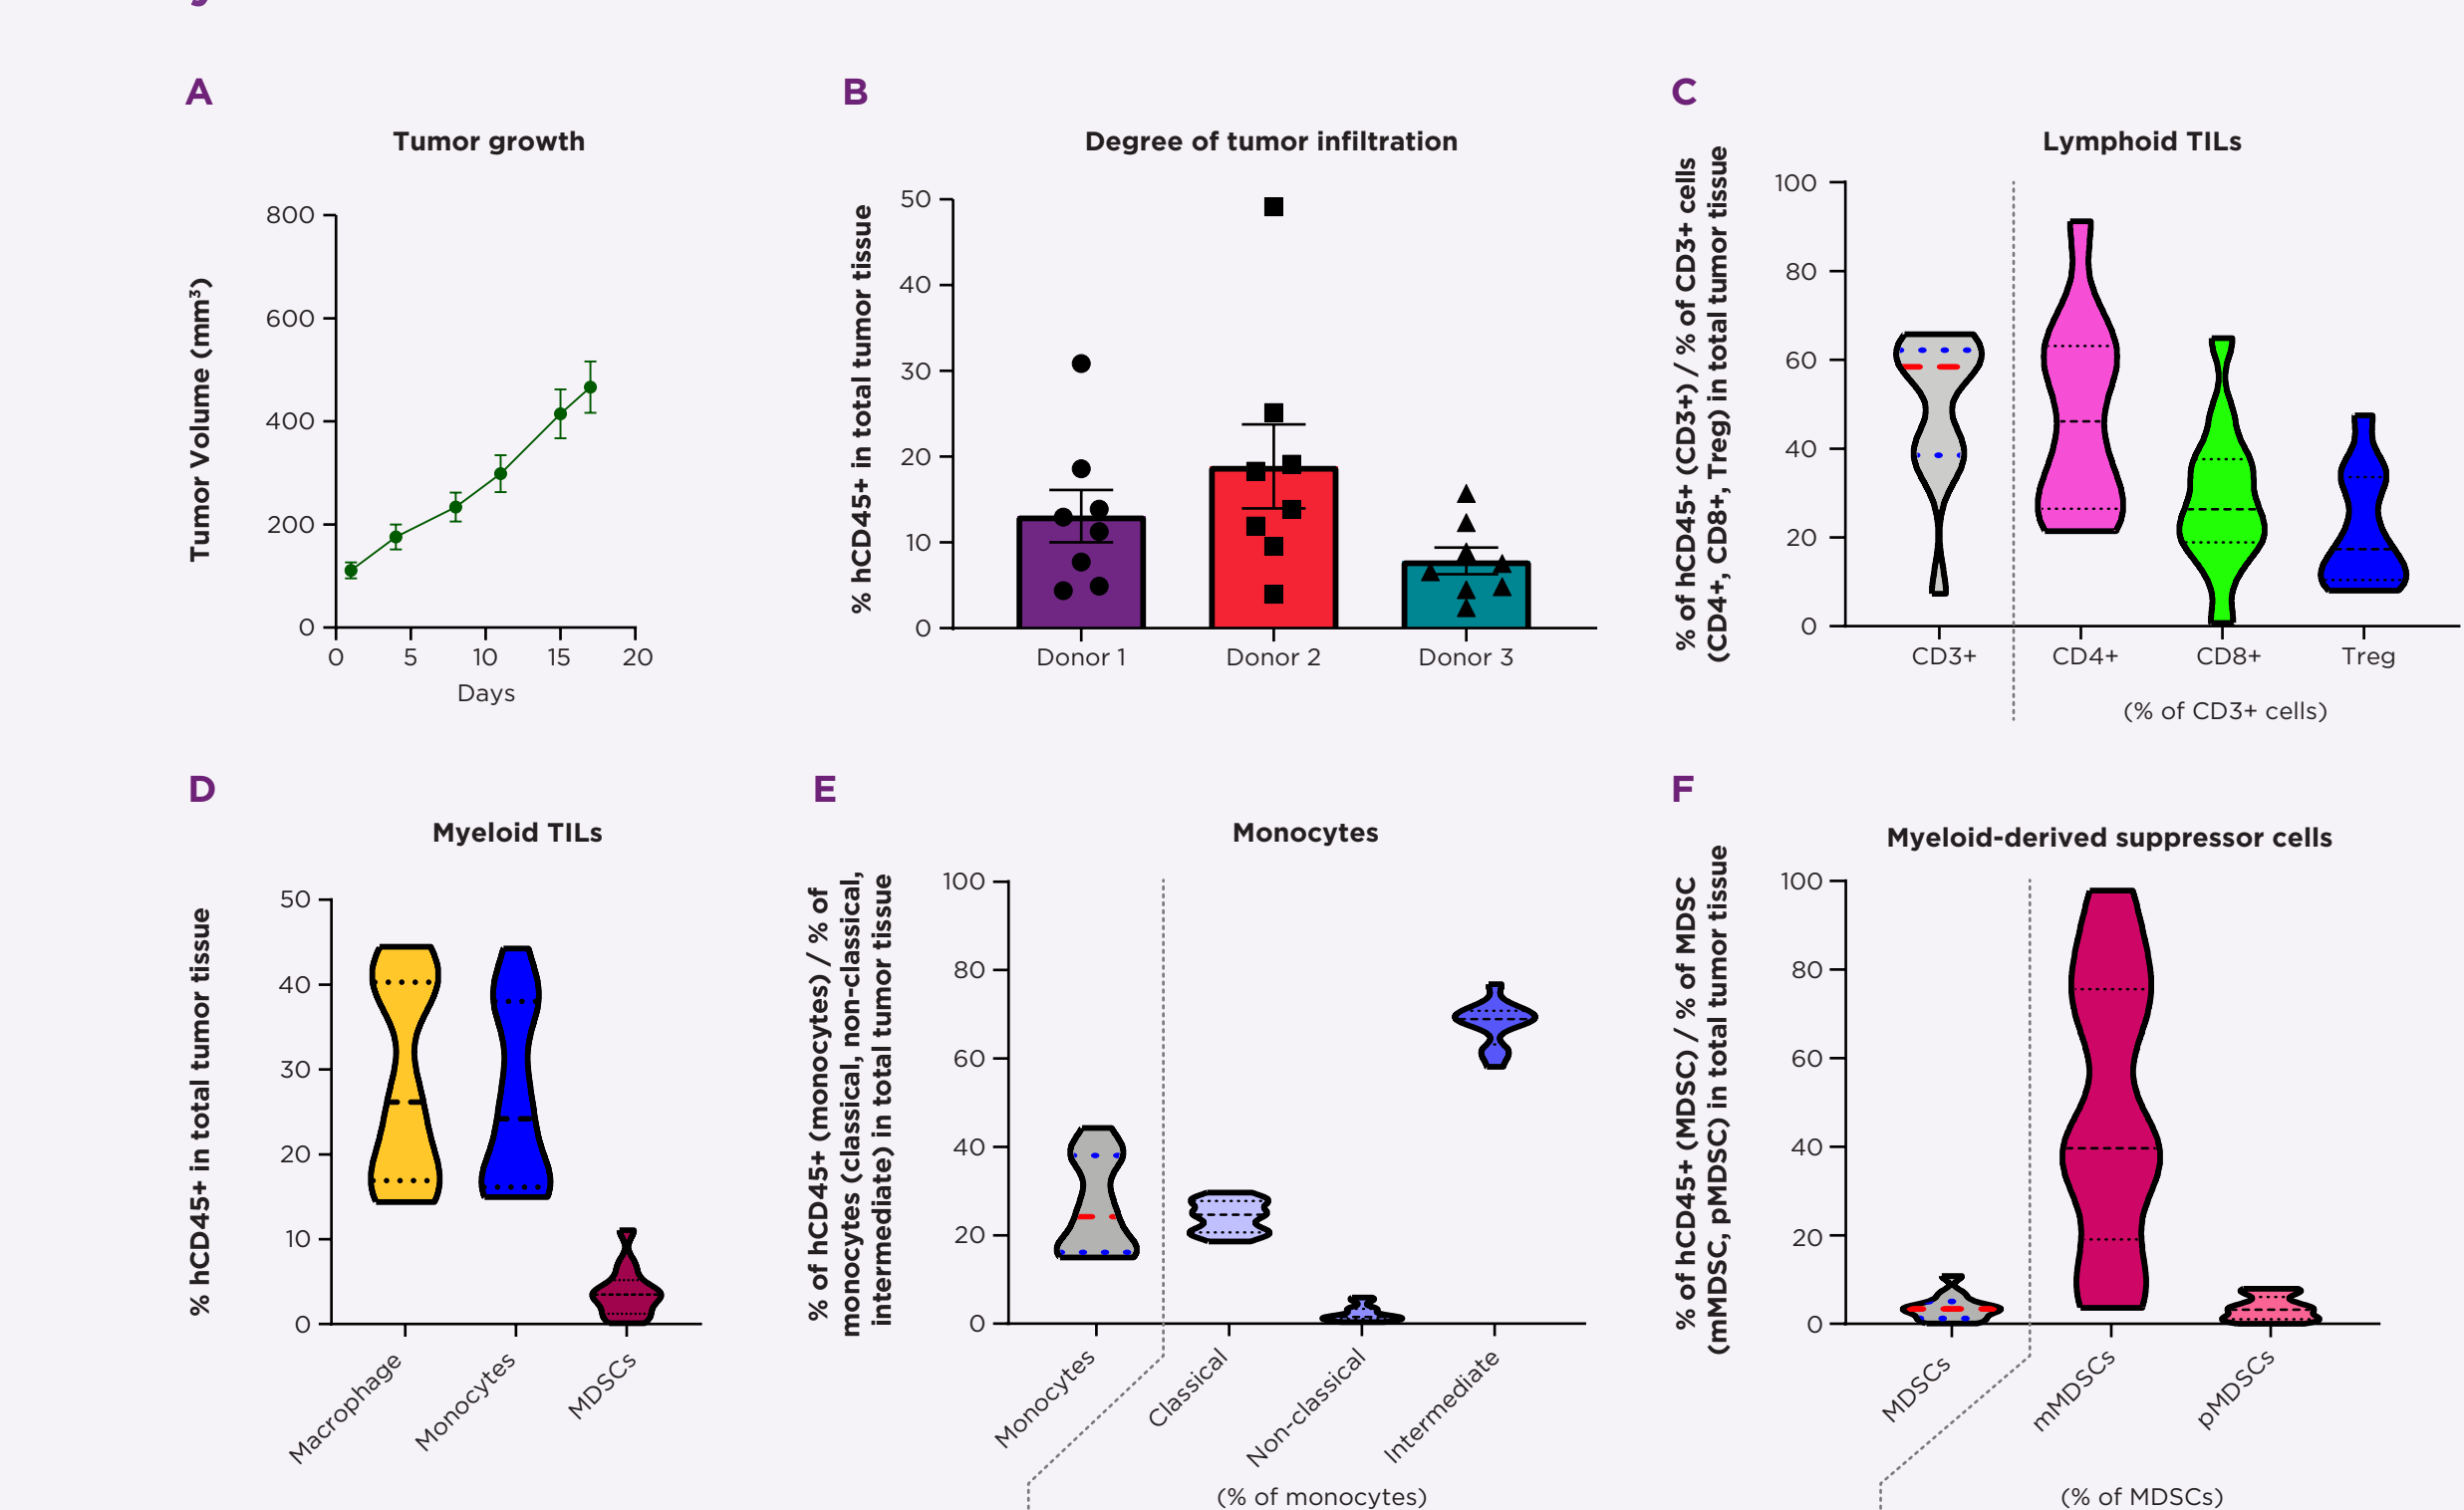 A
Tumor growth
Tumor Volume (mm³)
800
600
400
200
0
0 5 10 15 20
Days
B
Degree of tumor infiltration
% hCD45+ in total tumor tissue
50
40
30
20
10
0
Donor 1 Donor 2 Donor 3
C
Lymphoid TILs
% of hCD45+ (CD3+) / % of CD3+ cells
(CD4+, CD8+, Treg) in total tumor tissue
100
80
60
40
20
0
CD3+ CD4+ CD8+ Treg
(% of CD3+ cells)
D
Myeloid TILs
% hCD45+ in total tumor tissue
50
40
30
20
10
0
Macrophage Monocytes MDSCs
E
Monocytes
% of hCD45+ (monocytes) / % of
monocytes (classical, non-classical,
intermediate) in total tumor tissue
100
80
60
40
20
0
Monocytes Classical Non-classical Intermediate
(% of monocytes)
F
Myeloid-derived suppressor cells
% of hCD45+ (MDSC) / % of MDSC
(mMDSC, pMDSC) in total tumor tissue
100
80
60
40
20
0
MDSCs mMDSCs pMDSCs
(% of MDSCs)